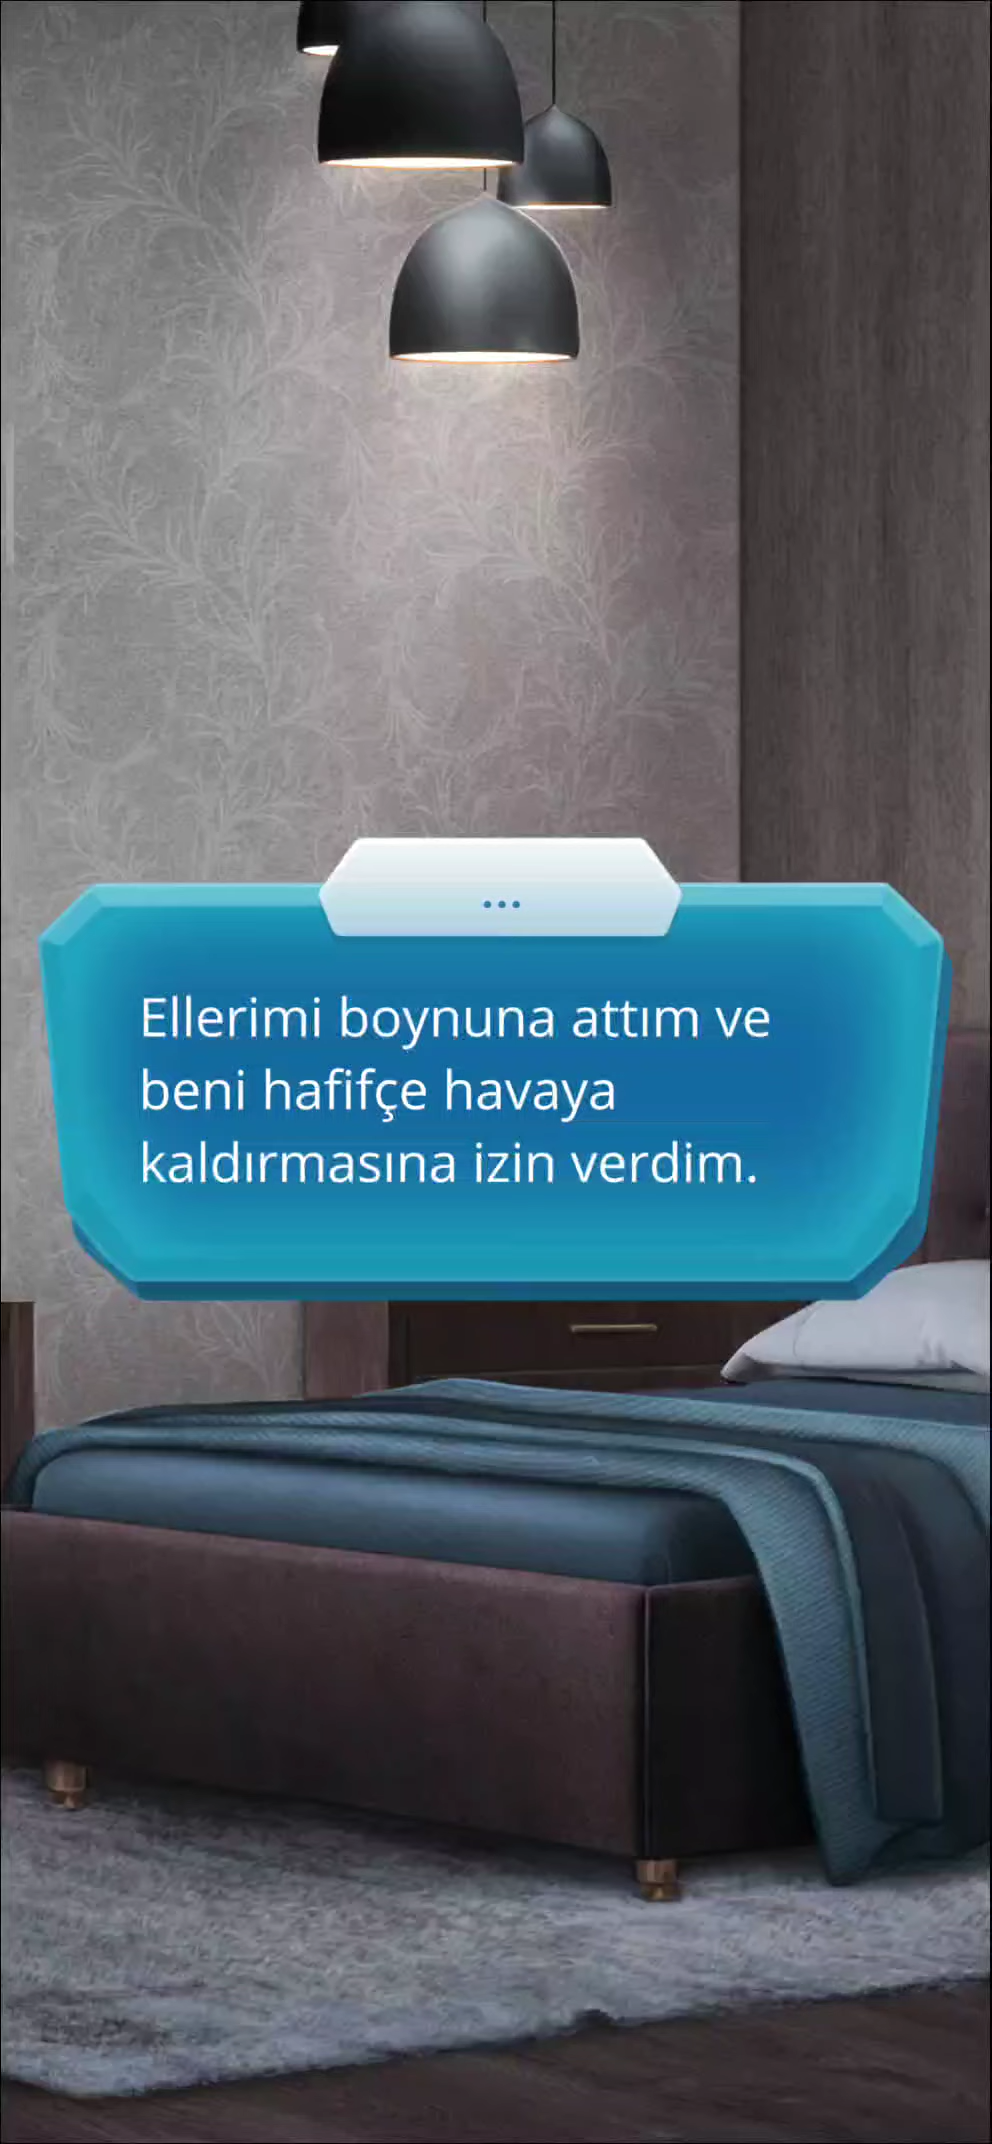 ...
Ellerimi boynuna attım ve
beni hafifçe havaya
kaldırmasına izin verdim.